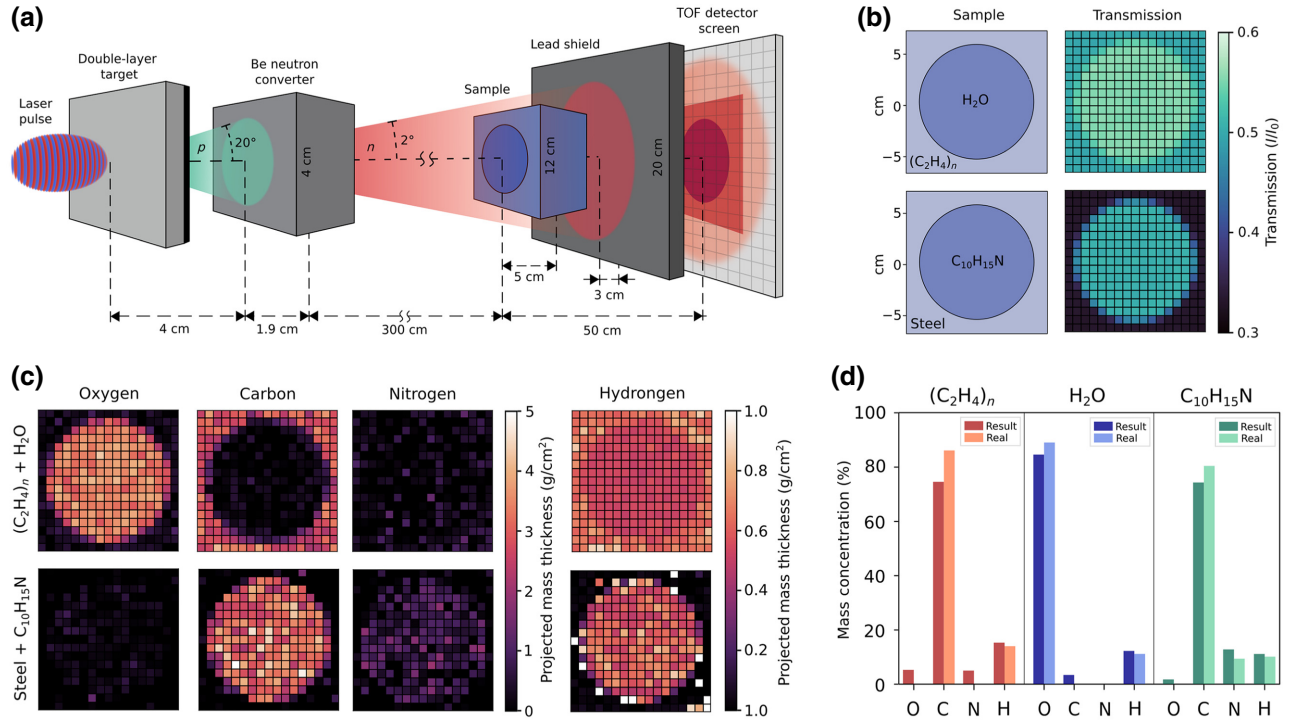 (a)
Laser
pulse
Double-layer
target
Be neutron
converter
Sample
Lead shield
TOF detector
screen
p
20°
4 cm
n
2°
12 cm
20 cm
5 cm
3 cm
4 cm
1.9 cm
300 cm
50 cm
(b)
Sample
Transmission
cm
5
0
−5
H₂O
(C₂H₄)ₙ
cm
5
0
−5
C₁₀H₁₅N
Steel
0.6
0.5
0.4
0.3
Transmission (I/I₀)
(c)
Oxygen
Carbon
Nitrogen
Hydrongen
(C₂H₄)ₙ + H₂O
Steel + C₁₀H₁₅N
5
4
3
2
1
0
Projected mass thickness (g/cm²)
1.0
0.8
0.6
0.4
0.2
1.0
Projected mass thickness (g/cm²)
(d)
(C₂H₄)ₙ
H₂O
C₁₀H₁₅N
Result
Real
Result
Real
Result
Real
Mass concentration (%)
100
80
60
40
20
0
O C N H O C N H O C N H